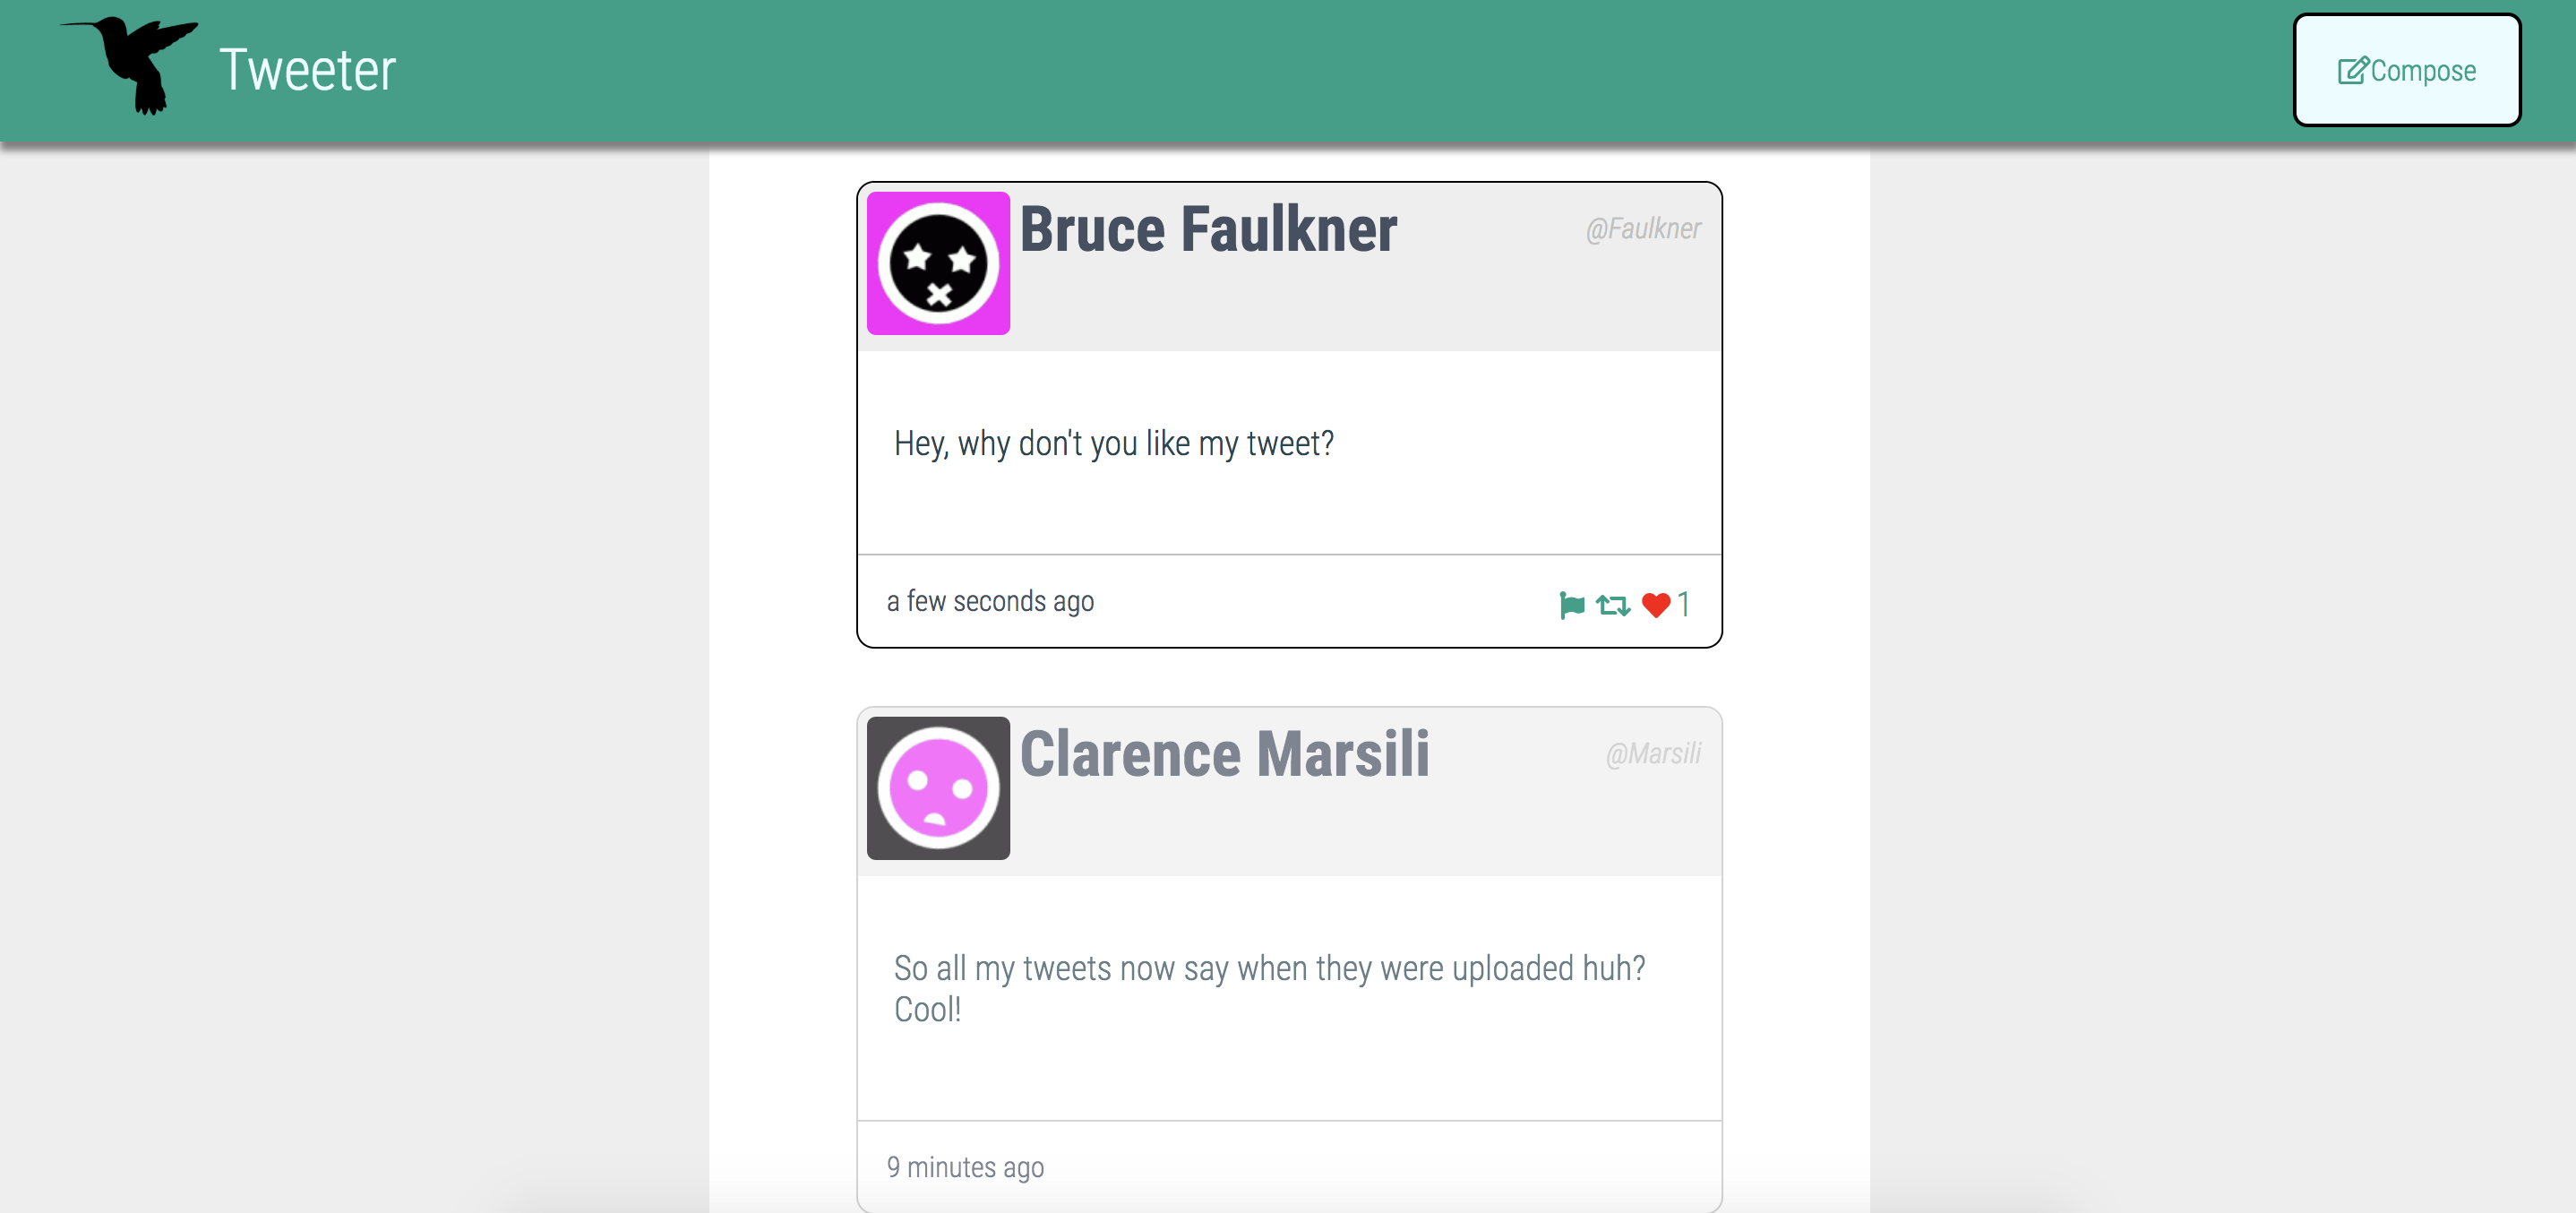 Tweeter
Compose
Bruce Faulkner
@Faulkner
Hey, why don't you like my tweet?
a few seconds ago
1
Clarence Marsili
@Marsili
So all my tweets now say when they were uploaded huh?
Cool!
9 minutes ago